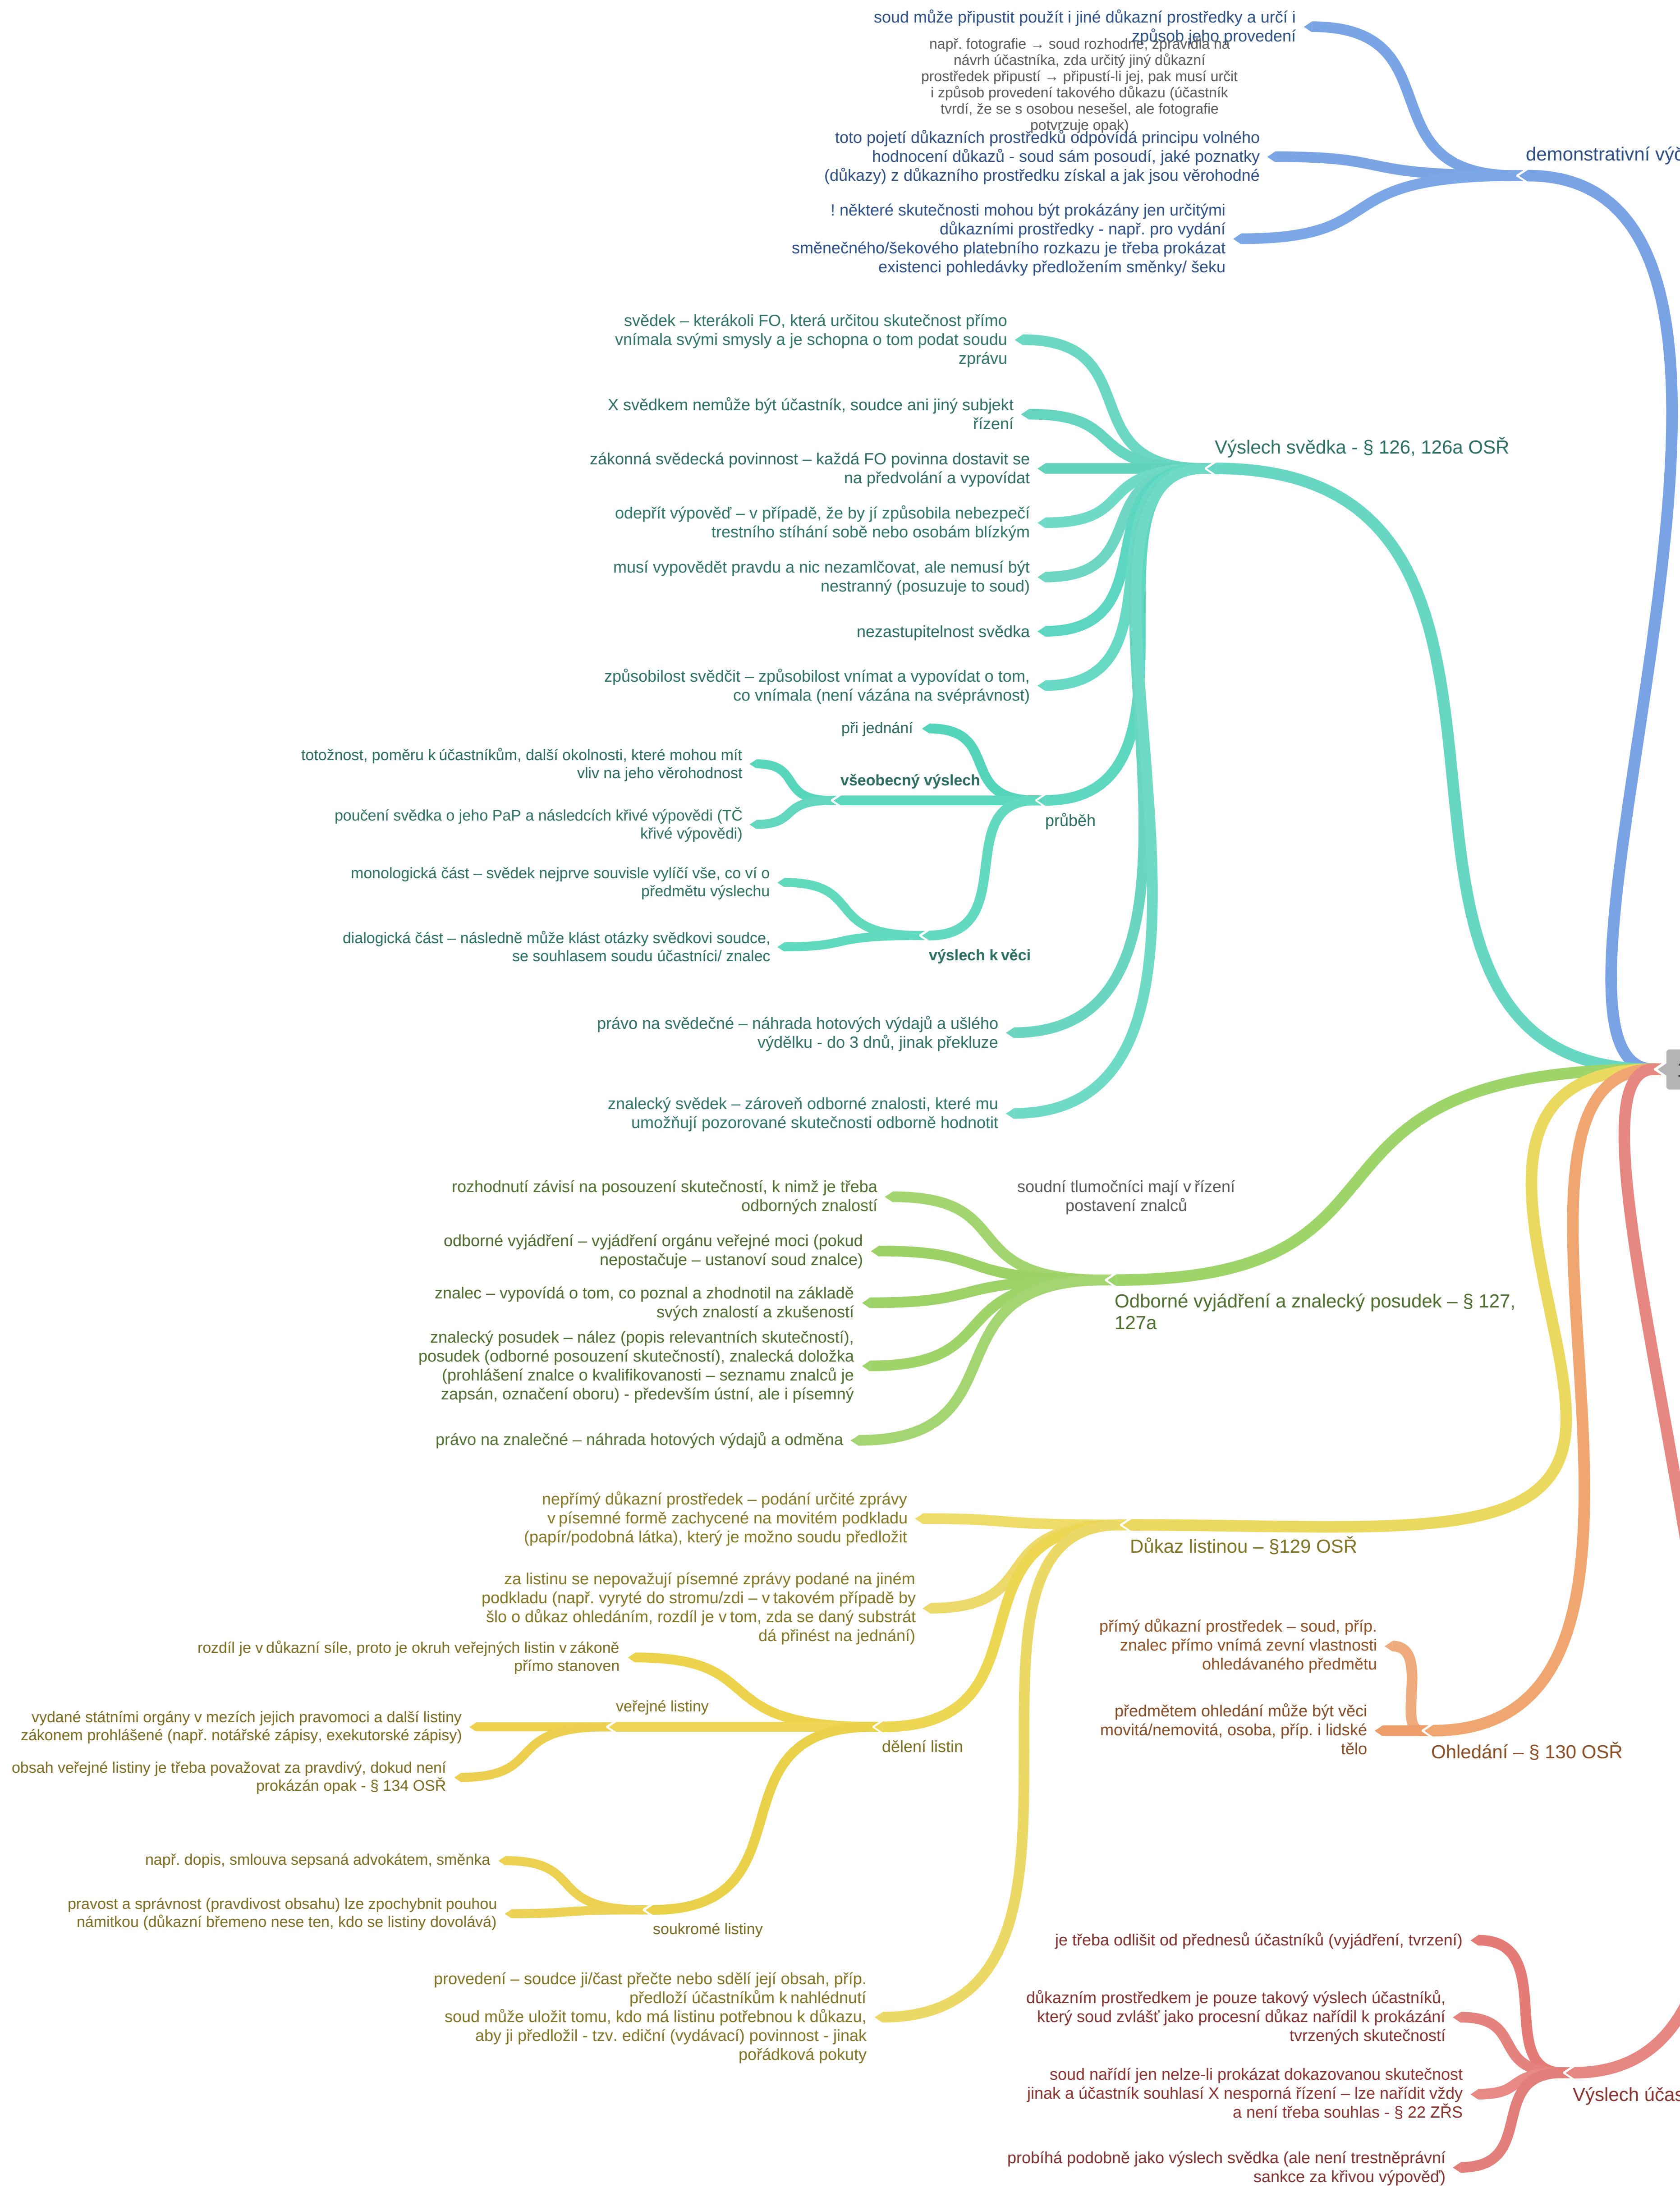 soud může připustit použít i jiné důkazní prostředky a určí i
způsob jeho provedení
např. fotografie → soud rozhodne, zpravidla na
návrh účastníka, zda určitý jiný důkazní
prostředek připustí → připustí-li jej, pak musí určit
i způsob provedení takového důkazu (účastník
tvrdí, že se s osobou nesešel, ale fotografie
potvrzuje opak)
toto pojetí důkazních prostředků odpovídá principu volného
hodnocení důkazů - soud sám posoudí, jaké poznatky
(důkazy) z důkazního prostředku získal a jak jsou věrohodné
! některé skutečnosti mohou být prokázány jen určitými
důkazními prostředky - např. pro vydání
směnečného/šekového platebního rozkazu je třeba prokázat
existenci pohledávky předložením směnky/ šeku
demonstrativní
svědek – kterákoli FO, která určitou skutečnost přímo
vnímala svými smysly a je schopna o tom podat soudu
zprávu
X svědkem nemůže být účastník, soudce ani jiný subjekt
řízení
zákonná svědecká povinnost – každá FO povinna dostavit se
na předvolání a vypovídat
odepřít výpověď – v případě, že by jí způsobila nebezpečí
trestního stíhání sobě nebo osobám blízkým
musí vypovědět pravdu a nic nezamlčovat, ale nemusí být
nestranný (posuzuje to soud)
nezastupitelnost svědka
způsobilost svědčit – způsobilost vnímat a vypovídat o tom,
co vnímala (není vázána na svéprávnost)
Výslech svědka - § 126, 126a OSŘ
při jednání
totožnost, poměru k účastníkům, další okolnosti, které mohou mít
vliv na jeho věrohodnost
všeobecný výslech
poučení svědka o jeho PaP a následcích křivé výpovědi (TČ
křivé výpovědi)
průběh
monologická část – svědek nejprve souvisle vylíčí vše, co ví o
předmětu výslechu
dialogická část – následně může klást otázky svědkovi soudce,
se souhlasem soudu účastníci/ znalec
výslech k věci
právo na svědečné – náhrada hotových výdajů a ušlého
výdělku - do 3 dnů, jinak překluze
znalecký svědek – zároveň odborné znalosti, které mu
umožňují pozorované skutečnosti odborně hodnotit
rozhodnutí závisí na posouzení skutečností, k nimž je třeba
odborných znalostí
soudní tlumočníci mají v řízení
postavení znalců
odborné vyjádření – vyjádření orgánu veřejné moci (pokud
nepostačuje – ustanoví soud znalce)
znalec – vypovídá o tom, co poznal a zhodnotil na základě
svých znalostí a zkušeností
Odborné vyjádření a znalecký posudek – § 127,
127a
znalecký posudek – nález (popis relevantních skutečností),
posudek (odborné posouzení skutečností), znalecká doložka
(prohlášení znalce o kvalifikovanosti – seznamu znalců je
zapsán, označení oboru) - především ústní, ale i písemný
právo na znalečné – náhrada hotových výdajů a odměna
nepřímý důkazní prostředek – podání určité zprávy
v písemné formě zachycené na movitém podkladu
(papír/podobná látka), který je možno soudu předložit
Důkaz listinou – §129 OSŘ
za listinu se nepovažují písemné zprávy podané na jiném
podkladu (např. vyryté do stromu/zdi – v takovém případě by
šlo o důkaz ohledáním, rozdíl je v tom, zda se daný substrát
dá přinést na jednání)
rozdíl je v důkazní síle, proto je okruh veřejných listin v zákoně
přímo stanoven
veřejné listiny
vydané státními orgány v mezích jejich pravomoci a další listiny
zákonem prohlášené (např. notářské zápisy, exekutorské zápisy)
dělení listin
obsah veřejné listiny je třeba považovat za pravdivý, dokud není
prokázán opak - § 134 OSŘ
např. dopis, smlouva sepsaná advokátem, směnka
pravost a správnost (pravdivost obsahu) lze zpochybnit pouhou
námitkou (důkazní břemeno nese ten, kdo se listiny dovolává)
soukromé listiny
provedení – soudce ji/část přečte nebo sdělí její obsah, příp.
předloží účastníkům k nahlédnutí
soud může uložit tomu, kdo má listinu potřebnou k důkazu,
aby ji předložil - tzv. ediční (vydávací) povinnost - jinak
pořádková pokuty
přímý důkazní prostředek – soud, příp.
znalec přímo vnímá zevní vlastnosti
ohledávaného předmětu
předmětem ohledání může být věci
movitá/nemovitá, osoba, příp. i lidské
tělo
Ohledání – § 130 OSŘ
je třeba odlišit od přednesů účastníků (vyjádření, tvrzení)
důkazním prostředkem je pouze takový výslech účastníků,
který soud zvlášť jako procesní důkaz nařídil k prokázání
tvrzených skutečností
soud nařídí jen nelze-li prokázat dokazovanou skutečnost
jinak a účastník souhlasí X nesporná řízení – lze nařídit vždy
a není třeba souhlas - § 22 ZŘS
Výslech
probíhá podobně jako výslech svědka (ale není trestněprávní
sankce za křivou výpověď)